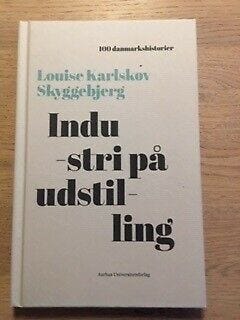 100 danmarkshistorier
Louise Karlskov
Skyggebjerg
Indu
-stri på
udstil-
ling
Aarhus Universitetsforlag